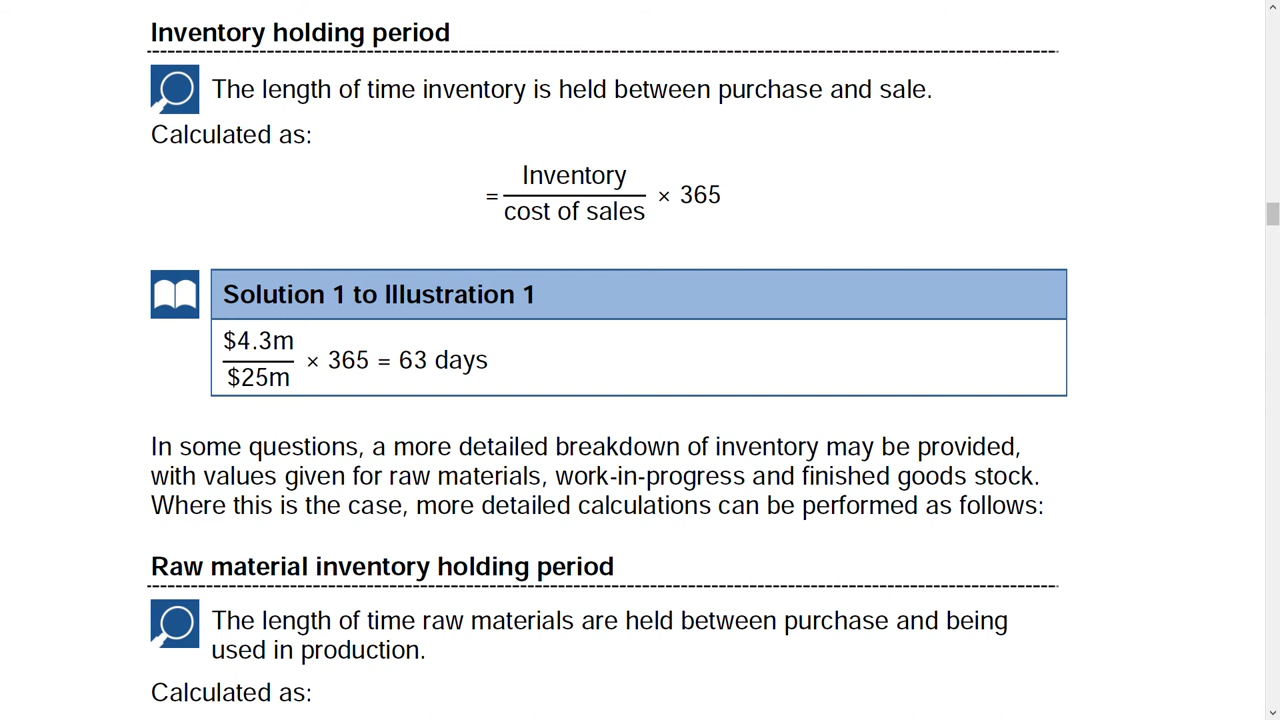 Inventory holding period
The length of time inventory is held between purchase and sale.
Calculated as:
= Inventory / cost of sales × 365
Solution 1 to Illustration 1
$4.3m / $25m × 365 = 63 days
In some questions, a more detailed breakdown of inventory may be provided,
with values given for raw materials, work-in-progress and finished goods stock.
Where this is the case, more detailed calculations can be performed as follows:
Raw material inventory holding period
The length of time raw materials are held between purchase and being
used in production.
Calculated as: